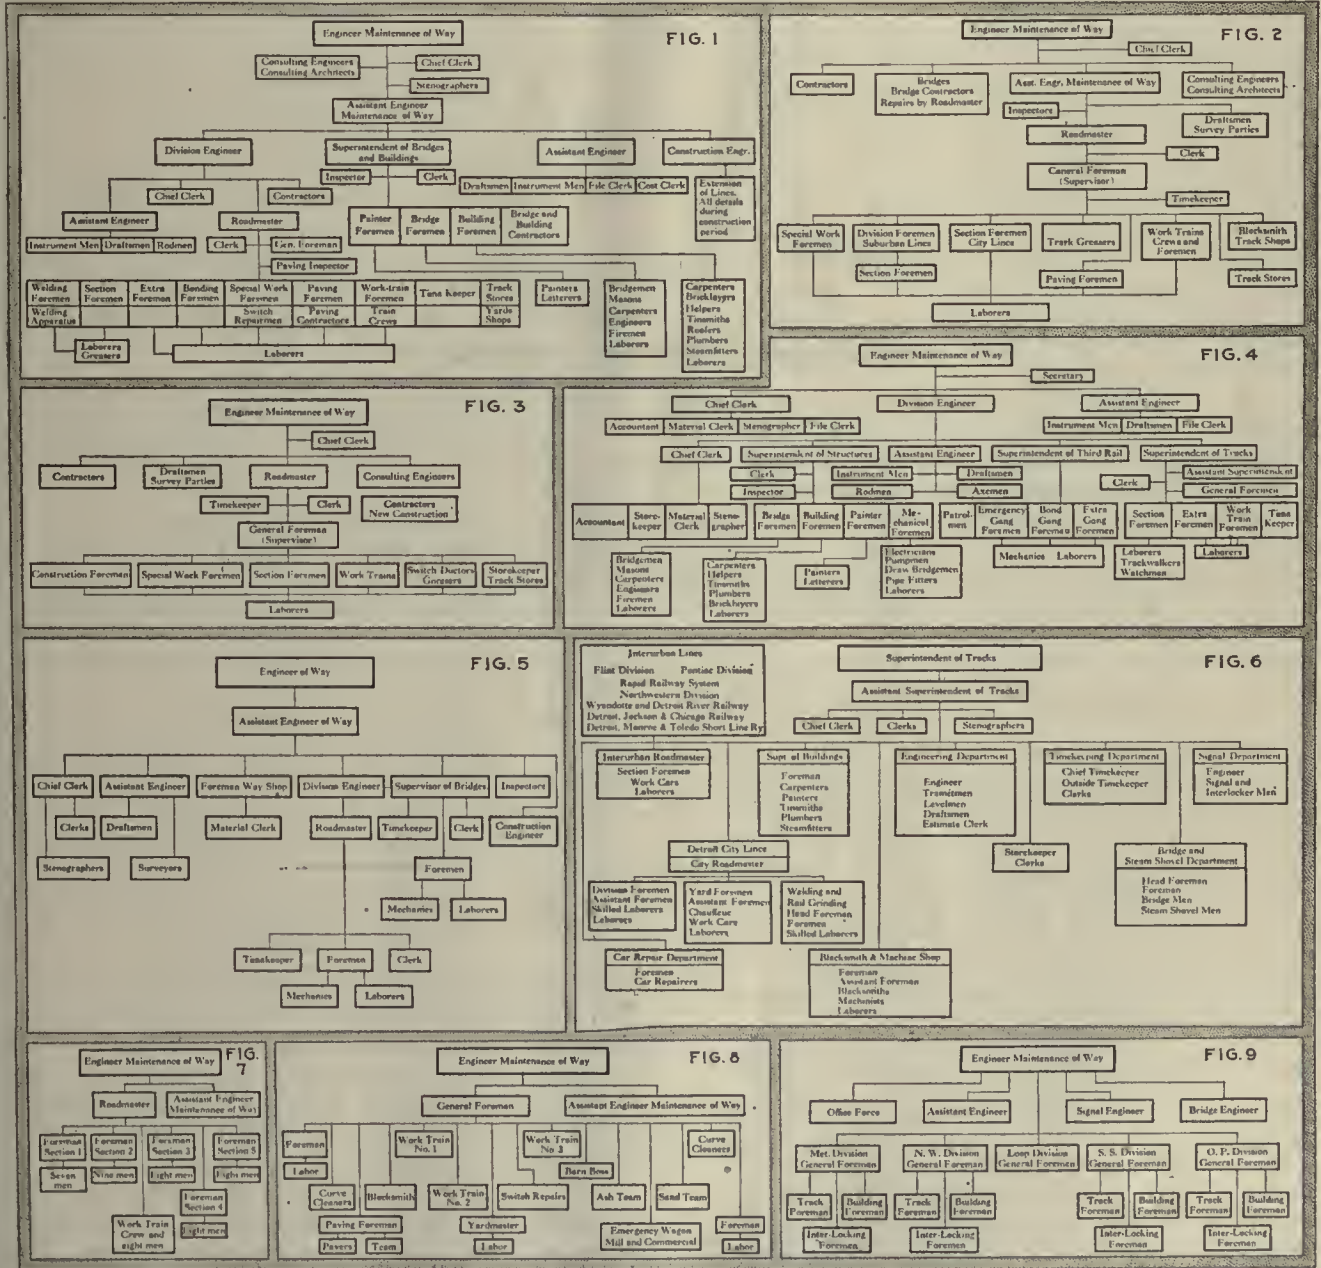 FIG. 1
Engineer Maintenance of Way
Consulting Engineers
Consulting Architects
Chief Clerk
Stenographers
Assistant Engineer
Maintenance of Way
Division Engineer
Superintendent of Bridges
and Buildings
Assistant Engineer
Construction Engr.
Inspector
Clerk
Chief Clerk
Contractors
Draftsmen
Instrument Men
File Clerk
Cost Clerk
Extension
of Lines.
All details
during
construction
period
Assistant Engineer
Roadmaster
Painter
Foremen
Bridge
Foremen
Building
Foremen
Bridge and
Building
Contractors
Instrument Men
Draftsmen
Rodmen
Clerk
Gen. Foreman
Paving Inspector
Welding
Foremen
Section
Foremen
Extra
Foremen
Bonding
Foremen
Special Work
Foremen
Paving
Foremen
Work-train
Foremen
Time Keeper
Track
Stores
Welding
Apparatus
Switch
Repairmen
Paving
Contractors
Train
Crews
Yards
Shops
Laborers
Greasers
Laborers
Painters
Letterers
Bridgemen
Masons
Carpenters
Engineers
Firemen
Laborers
Carpenters
Bricklayers
Helpers
Tinsmiths
Roofers
Plumbers
Steamfitters
Laborers
FIG. 2
Engineer Maintenance of Way
Chief Clerk
Contractors
Bridges
Bridge Contractors
Repairs by Roadmaster
Asst. Engr. Maintenance of Way
Consulting Engineers
Consulting Architects
Inspectors
Draftsmen
Survey Parties
Roadmaster
Clerk
General Foreman
(Supervisor)
Timekeeper
Special Work
Foremen
Division Foremen
Suburban Lines
Section Foremen
City Lines
Track Greasers
Work Trains
Crews and
Foremen
Blacksmith
Track Shops
Section Foremen
Paving Foremen
Track Stores
Laborers
FIG. 3
Engineer Maintenance of Way
Chief Clerk
Contractors
Draftsmen
Survey Parties
Roadmaster
Consulting Engineers
Timekeeper
Clerk
Contractors
New Construction
General Foreman
(Supervisor)
Construction Foreman
Special Work Foremen
Section Foremen
Work Trains
Switch Doctors
Greasers
Storekeeper
Track Stores
Laborers
FIG. 4
Engineer Maintenance of Way
Secretary
Chief Clerk
Division Engineer
Assistant Engineer
Accountant
Material Clerk
Stenographer
File Clerk
Instrument Men
Draftsmen
File Clerk
Chief Clerk
Superintendent of Structures
Assistant Engineer
Superintendent of Third Rail
Superintendent of Tracks
Clerk
Inspector
Instrument Men
Draftsmen
Rodmen
Axemen
Clerk
Assistant Superintendent
General Foremen
Accountant
Store-
keeper
Material
Clerk
Steno-
grapher
Bridge
Foremen
Building
Foremen
Painter
Foremen
Me-
chanical
Foremen
Patrol-
men
Emergency
Gang
Foremen
Bond
Gang
Foreman
Extra
Gang
Foremen
Section
Foremen
Extra
Foremen
Work
Train
Foremen
Time
Keeper
Bridgemen
Masons
Carpenters
Engineers
Firemen
Laborers
Carpenters
Helpers
Tinsmiths
Plumbers
Bricklayers
Laborers
Painters
Letterers
Electricians
Pumpmen
Draw Bridgemen
Pipe Fitters
Laborers
Mechanics Laborers
Laborers
Trackwalkers
Watchmen
Laborers
FIG. 5
Engineer of Way
Assistant Engineer of Way
Chief Clerk
Assistant Engineer
Foreman Way Shop
Division Engineer
Supervisor of Bridges
Inspectors
Clerks
Draftsmen
Material Clerk
Roadmaster
Timekeeper
Clerk
Construction
Engineer
Stenographers
Surveyors
Foremen
Mechanics
Laborers
Timekeeper
Foremen
Clerk
Mechanics
Laborers
FIG. 6
Interurban Lines
Flint Division Pontiac Division
Rapid Railway System
Northwestern Division
Wyandotte and Detroit River Railway
Detroit, Jackson & Chicago Railway
Detroit, Monroe & Toledo Short Line Ry
Superintendent of Tracks
Assistant Superintendent of Tracks
Chief Clerk
Clerks
Stenographers
Interurban Roadmaster
Section Foremen
Work Cars
Laborers
Supt of Buildings
Foreman
Carpenters
Painters
Tinsmiths
Plumbers
Steamfitters
Engineering Department
Engineer
Transitmen
Levelmen
Draftsmen
Estimate Clerk
Timekeeping Department
Chief Timekeeper
Outside Timekeeper
Clerks
Signal Department
Engineer
Signal and
Interlocker Men
Detroit City Lines
City Roadmaster
Storekeeper
Clerks
Bridge and
Steam Shovel Department
Head Foreman
Foreman
Bridge Men
Steam Shovel Men
Division Foremen
Assistant Foremen
Skilled Laborers
Laborers
Yard Foremen
Assistant Foremen
Chauffeur
Work Cars
Laborers
Welding and
Rail Grinding
Head Foreman
Foremen
Skilled Laborers
Car Repair Department
Foremen
Car Repairers
Blacksmith & Machine Shop
Foreman
Assistant Foreman
Blacksmiths
Machinists
Laborers
FIG.
7
Engineer Maintenance of Way
Roadmaster
Assistant Engineer
Maintenance of Way
Foreman
Section 1
Foreman
Section 2
Foreman
Section 3
Foreman
Section 5
Seven
men
Nine men
Eight men
Eight men
Foreman
Section 4
Work Train
Crew and
eight men
Eight men
FIG. 8
Engineer Maintenance of Way
General Foreman
Assistant Engineer Maintenance of Way
Foreman
Work Train
No. 1
Work Train
No. 3
Curve
Cleaners
Labor
Barn Boss
Curve
Cleaners
Blacksmith
Work Train
No. 2
Switch Repairs
Ash Team
Sand Team
Paving Foreman
Yardmaster
Emergency Wagon
Mill and Commercial
Foreman
Pavers
Team
Labor
Labor
FIG. 9
Engineer Maintenance of Way
Office Force
Assistant Engineer
Signal Engineer
Bridge Engineer
Met. Division
General Foreman
N. W. Division
General Foreman
Loop Division
General Foreman
S. S. Division
General Foreman
O. P. Division
General Foreman
Track
Foreman
Building
Foreman
Track
Foreman
Building
Foreman
Track
Foreman
Building
Foreman
Track
Foreman
Building
Foreman
Inter-Locking
Foremen
Inter-Locking
Foremen
Inter-Locking
Foremen
Inter-Locking
Foreman